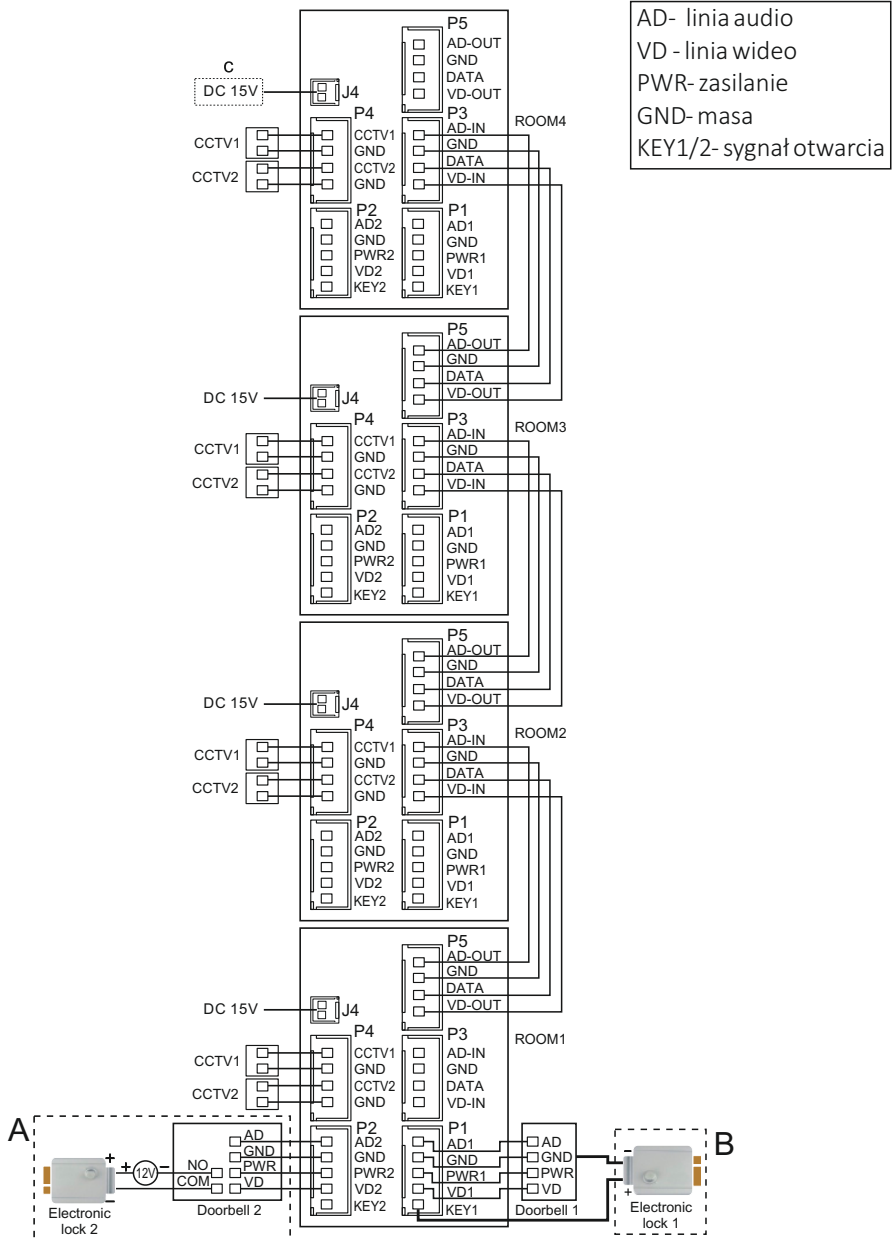 AD- linia audio
VD - linia wideo
PWR- zasilanie
GND- masa
KEY1/2- sygnał otwarcia
P5
AD-OUT
GND
DATA
VD-OUT
C
DC 15V
J4
P4
CCTV1
GND
CCTV2
GND
CCTV1
CCTV2
P3
AD-IN
GND
DATA
VD-IN
ROOM4
P2
AD2
GND
PWR2
VD2
KEY2
P1
AD1
GND
PWR1
VD1
KEY1
P5
AD-OUT
GND
DATA
VD-OUT
DC 15V
J4
P4
CCTV1
GND
CCTV2
GND
CCTV1
CCTV2
P3
AD-IN
GND
DATA
VD-IN
ROOM3
P2
AD2
GND
PWR2
VD2
KEY2
P1
AD1
GND
PWR1
VD1
KEY1
P5
AD-OUT
GND
DATA
VD-OUT
DC 15V
J4
P4
CCTV1
GND
CCTV2
GND
CCTV1
CCTV2
P3
AD-IN
GND
DATA
VD-IN
ROOM2
P2
AD2
GND
PWR2
VD2
KEY2
P1
AD1
GND
PWR1
VD1
KEY1
P5
AD-OUT
GND
DATA
VD-OUT
DC 15V
J4
P4
CCTV1
GND
CCTV2
GND
CCTV1
CCTV2
P3
AD-IN
GND
DATA
VD-IN
ROOM1
A
+
+ 12V −
−
Electronic
lock 2
NO
COM
AD
GND
PWR
VD
Doorbell 2
P2
AD2
GND
PWR2
VD2
KEY2
P1
AD1
GND
PWR1
VD1
KEY1
AD
GND
PWR
VD
Doorbell 1
B
−
+
Electronic
lock 1